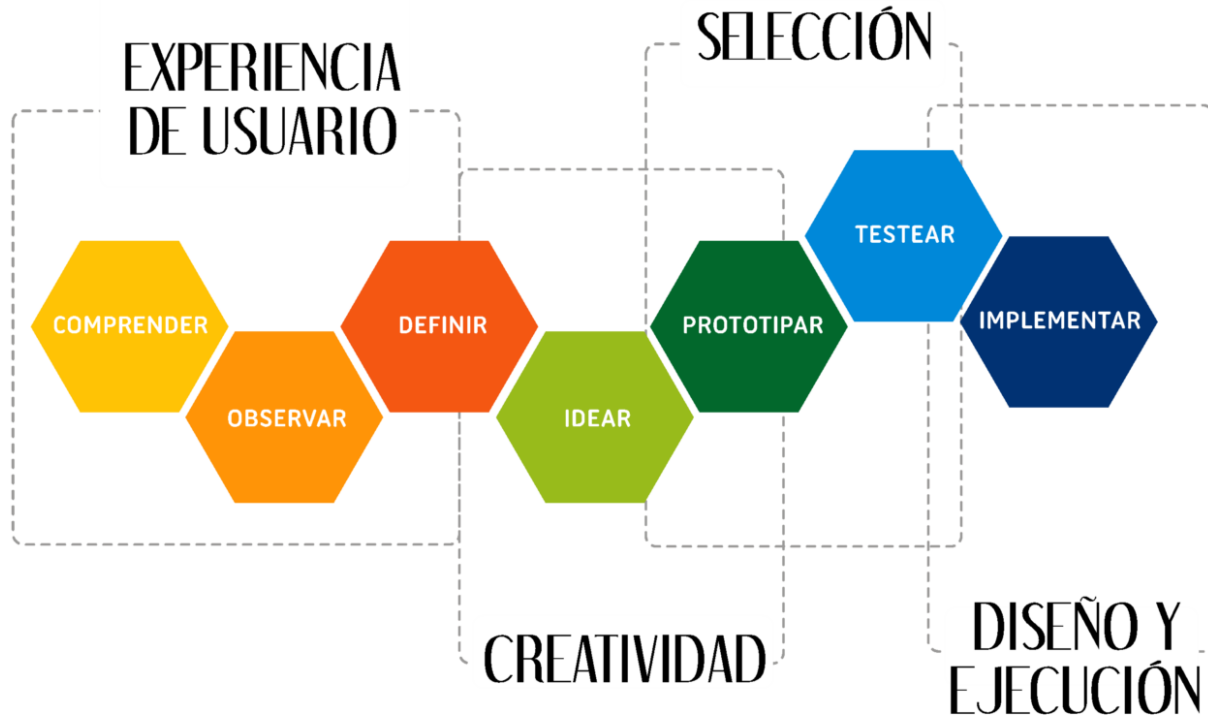 EXPERIENCIA
DE USUARIO
SELECCIÓN
COMPRENDER
OBSERVAR
DEFINIR
IDEAR
PROTOTIPAR
TESTEAR
IMPLEMENTAR
CREATIVIDAD
DISEÑO Y
EJECUCIÓN